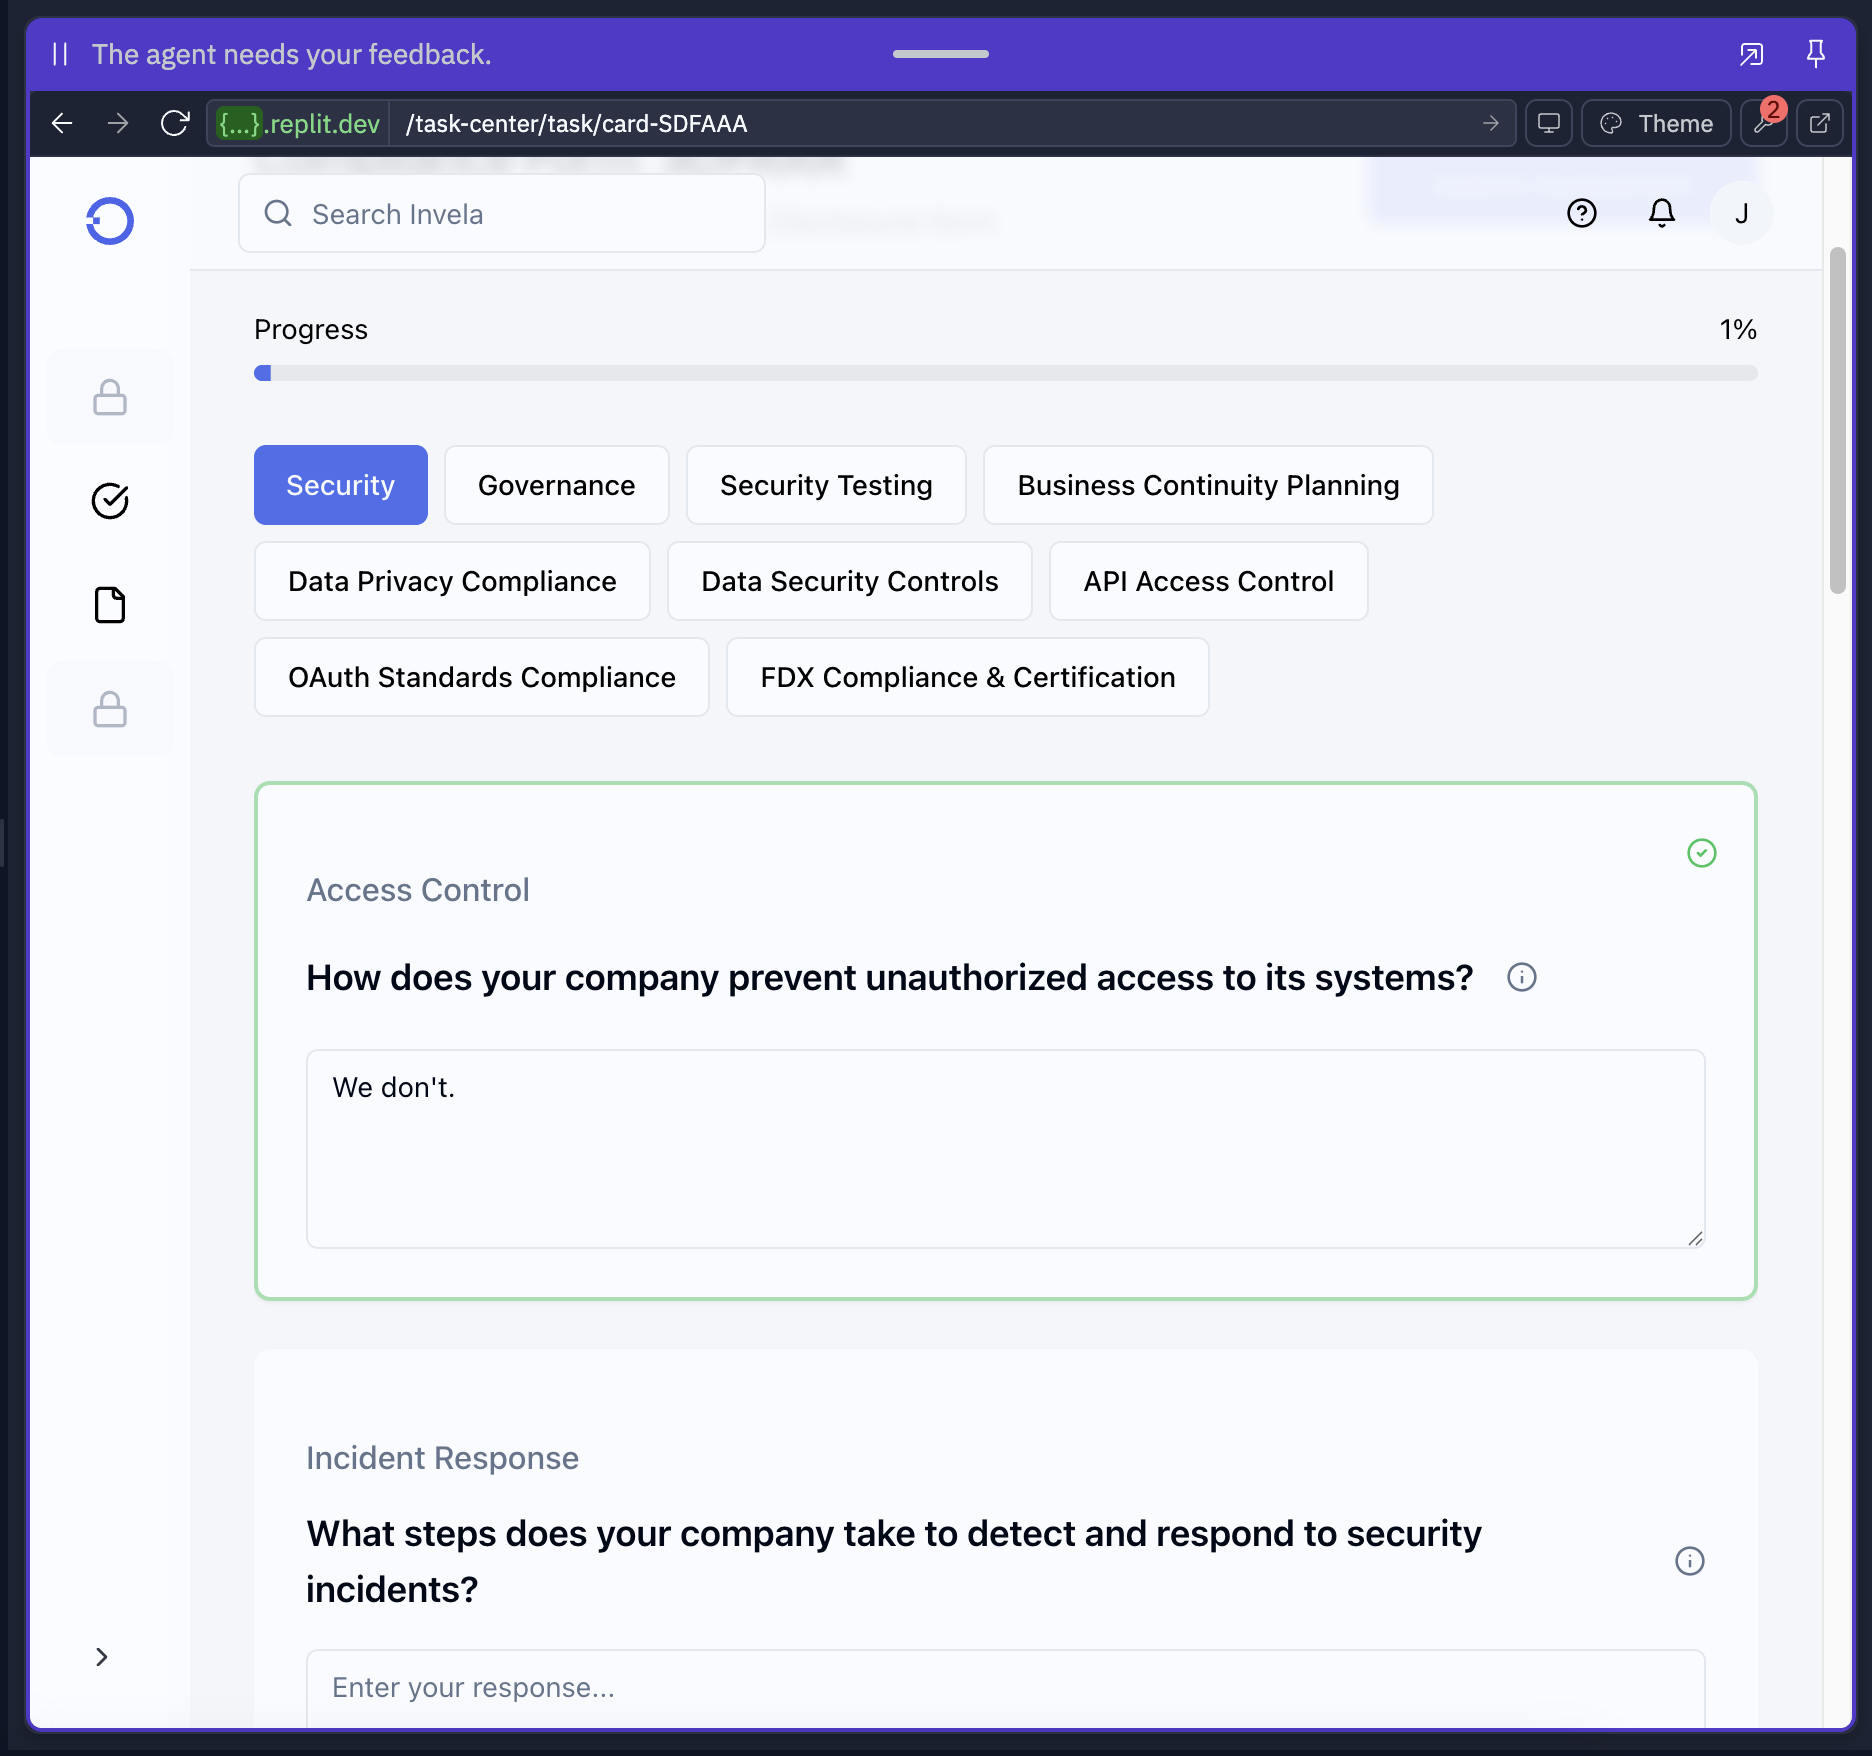 The agent needs your feedback.
{...}.replit.dev /task-center/task/card-SDFAAA
Theme
2
Search Invela
J
Progress
1%
Security
Governance
Security Testing
Business Continuity Planning
Data Privacy Compliance
Data Security Controls
API Access Control
OAuth Standards Compliance
FDX Compliance & Certification
Access Control
How does your company prevent unauthorized access to its systems?
We don't.
Incident Response
What steps does your company take to detect and respond to security
incidents?
Enter your response...